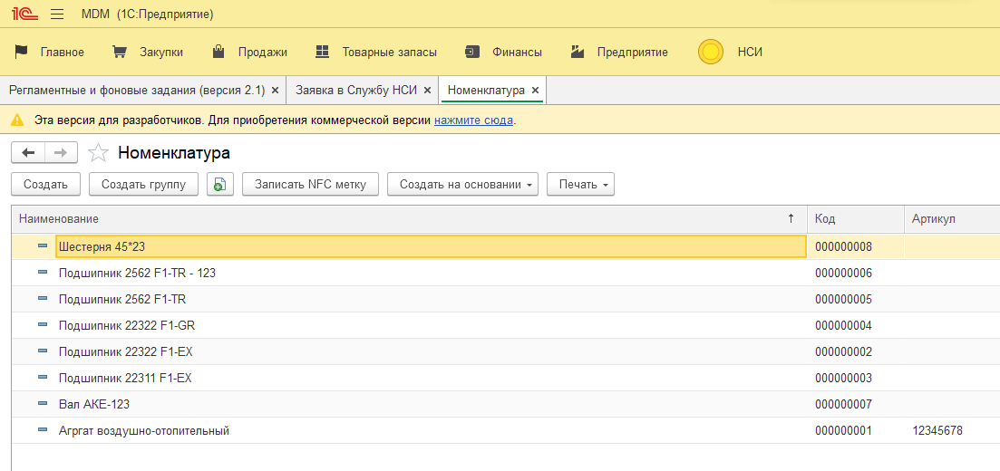 1С MDM (1С:Предприятие)
Главное Закупки Продажи Товарные запасы Финансы Предприятие НСИ
Регламентные и фоновые задания (версия 2.1) × Заявка в Службу НСИ × Номенклатура ×
Эта версия для разработчиков. Для приобретения коммерческой версии нажмите сюда.
Номенклатура
Создать Создать группу Записать NFC метку Создать на основании Печать
Наименование ↑ Код Артикул
Шестерня 45*23 000000008
Подшипник 2562 F1-TR - 123 000000006
Подшипник 2562 F1-TR 000000005
Подшипник 22322 F1-GR 000000004
Подшипник 22322 F1-EX 000000002
Подшипник 22311 F1-EX 000000003
Вал АКЕ-123 000000007
Агргат воздушно-отопительный 000000001 12345678